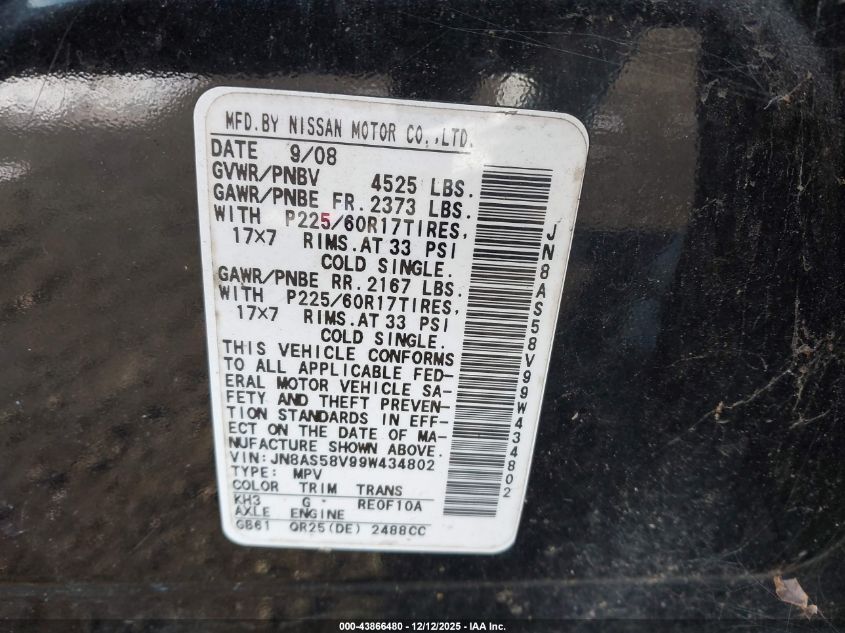 MFD.BY NISSAN MOTOR CO.,LTD.
DATE 9/08
GVWR/PNBV 4525 LBS.
GAWR/PNBE FR. 2373 LBS.
WITH P225/60R17TIRES,
17×7 RIMS.AT 33 PSI
COLD SINGLE.
GAWR/PNBE RR. 2167 LBS.
WITH P225/60R17TIRES,
17×7 RIMS.AT 33 PSI
COLD SINGLE.
THIS VEHICLE CONFORMS
TO ALL APPLICABLE FED-
ERAL MOTOR VEHICLE SA-
FETY AND THEFT PREVEN-
TION STANDARDS IN EFF-
ECT ON THE DATE OF MA-
NUFACTURE SHOWN ABOVE.
VIN: JN8AS58V99W434802
TYPE: MPV
COLOR TRIM TRANS
KH3 G RE0F10A
AXLE ENGINE
GB61 QR25(DE) 2488CC
JN8AS58V99W434802
000-43866480 - 12/12/2025 - IAA Inc.